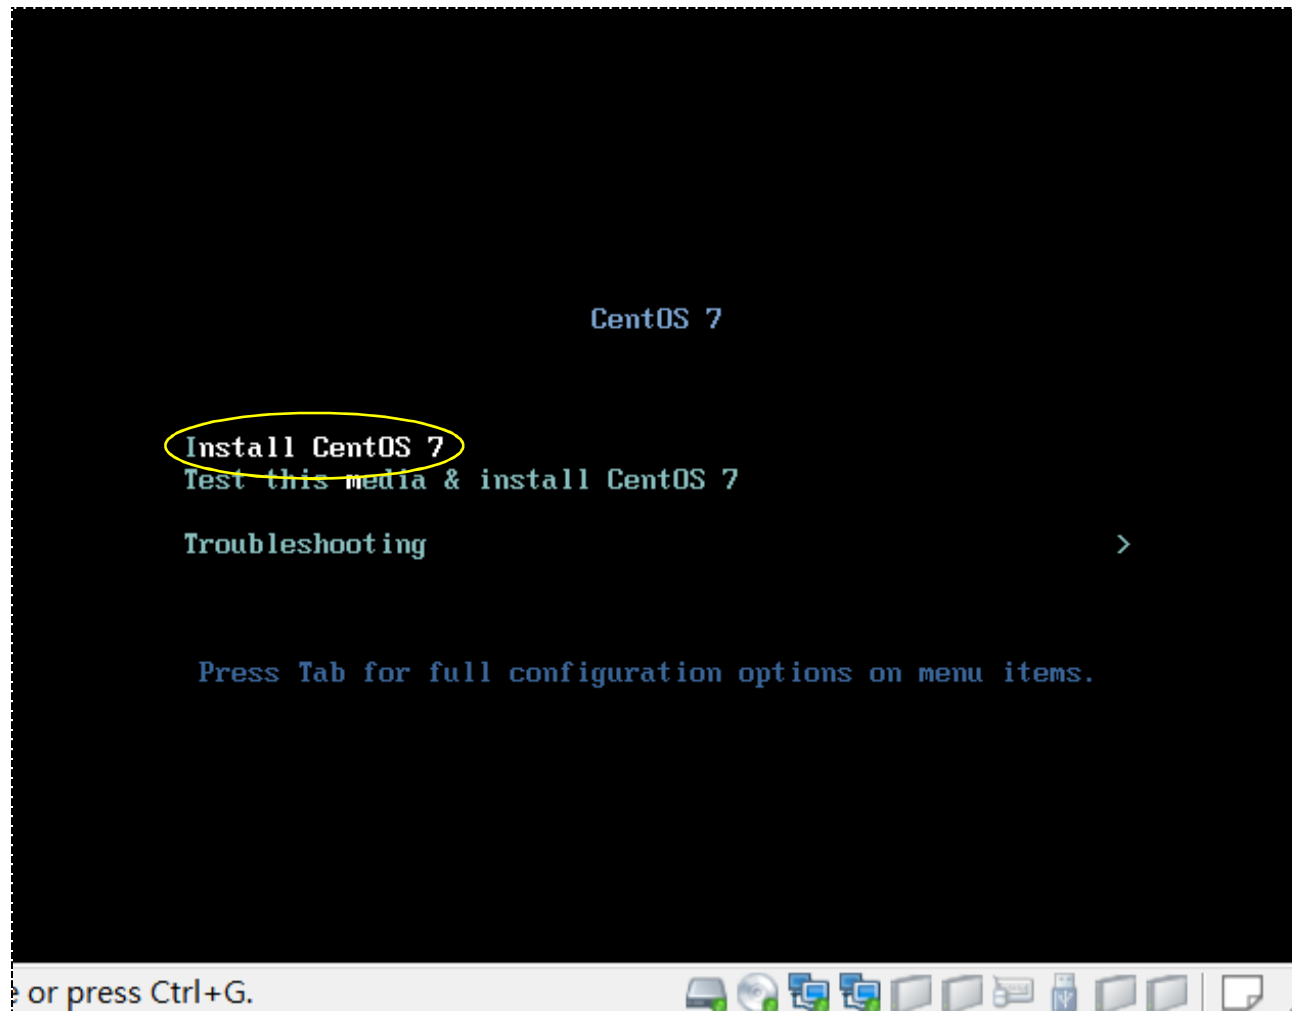 CentOS 7
Install CentOS 7
Test this media & install CentOS 7
Troubleshooting >
Press Tab for full configuration options on menu items.
or press Ctrl+G.